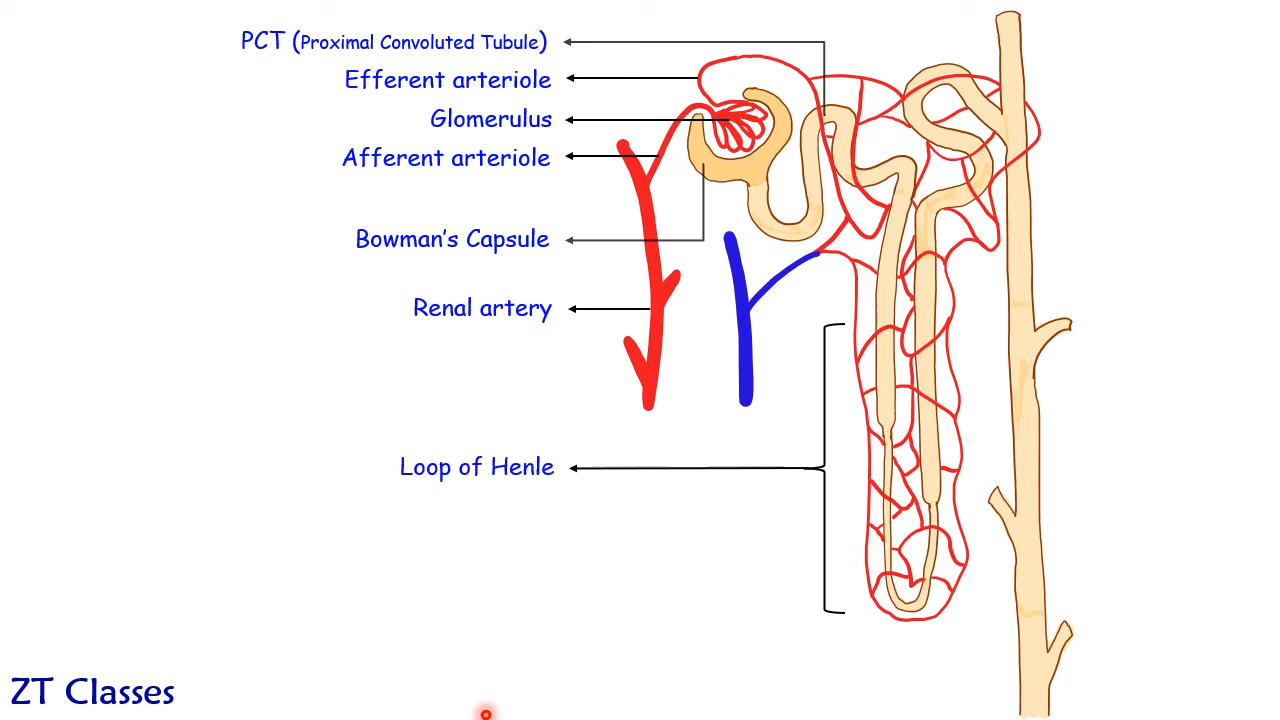 PCT (Proximal Convoluted Tubule)
Efferent arteriole
Glomerulus
Afferent arteriole
Bowman's Capsule
Renal artery
Loop of Henle
ZT Classes